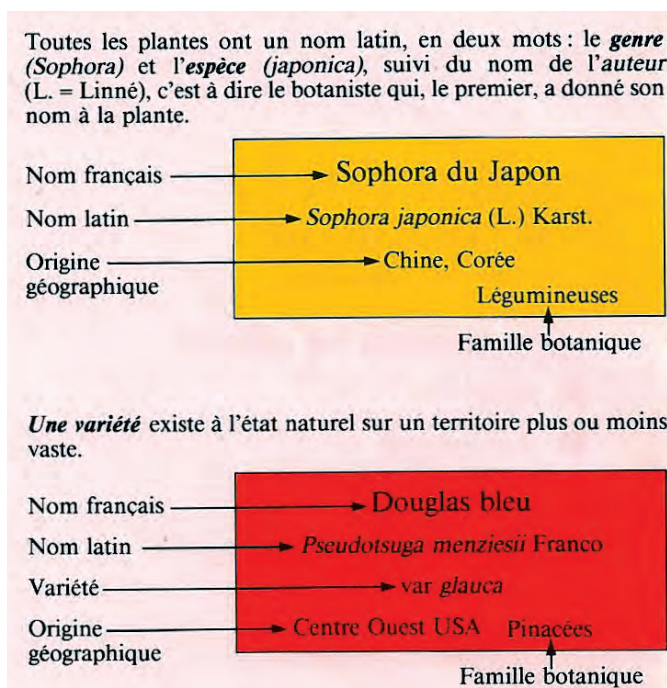 Toutes les plantes ont un nom latin, en deux mots : le genre
(Sophora) et l'espèce (japonica), suivi du nom de l'auteur
(L. = Linné), c'est à dire le botaniste qui, le premier, a donné son
nom à la plante.
Nom français Sophora du Japon
Nom latin Sophora japonica (L.) Karst.
Origine géographique Chine, Corée
Légumineuses
Famille botanique
Une variété existe à l'état naturel sur un territoire plus ou moins
vaste.
Nom français Douglas bleu
Nom latin Pseudotsuga menziesii Franco
Variété var glauca
Origine géographique Centre Ouest USA Pinacées
Famille botanique